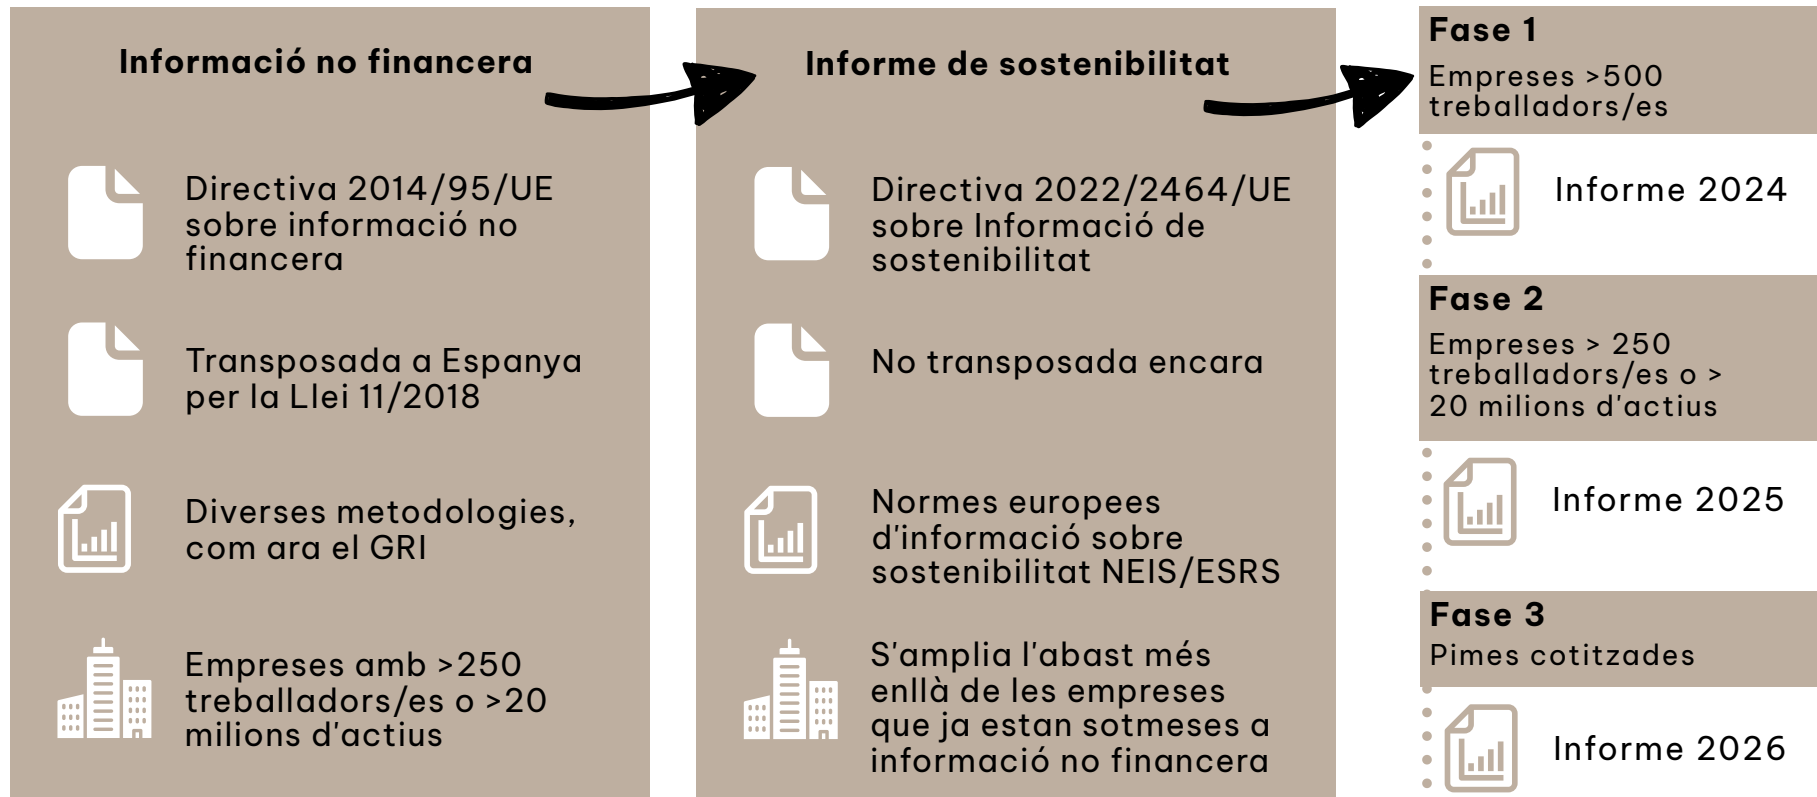 Informació no financera
Directiva 2014/95/UE
sobre informació no
financera
Transposada a Espanya
per la Llei 11/2018
Diverses metodologies,
com ara el GRI
Empreses amb >250
treballadors/es o >20
milions d'actius
Informe de sostenibilitat
Directiva 2022/2464/UE
sobre Informació de
sostenibilitat
No transposada encara
Normes europees
d'informació sobre
sostenibilitat NEIS/ESRS
S'amplia l'abast més
enllà de les empreses
que ja estan sotmeses a
informació no financera
Fase 1
Empreses >500
treballadors/es
Informe 2024
Fase 2
Empreses > 250
treballadors/es o >
20 milions d'actius
Informe 2025
Fase 3
Pimes cotitzades
Informe 2026